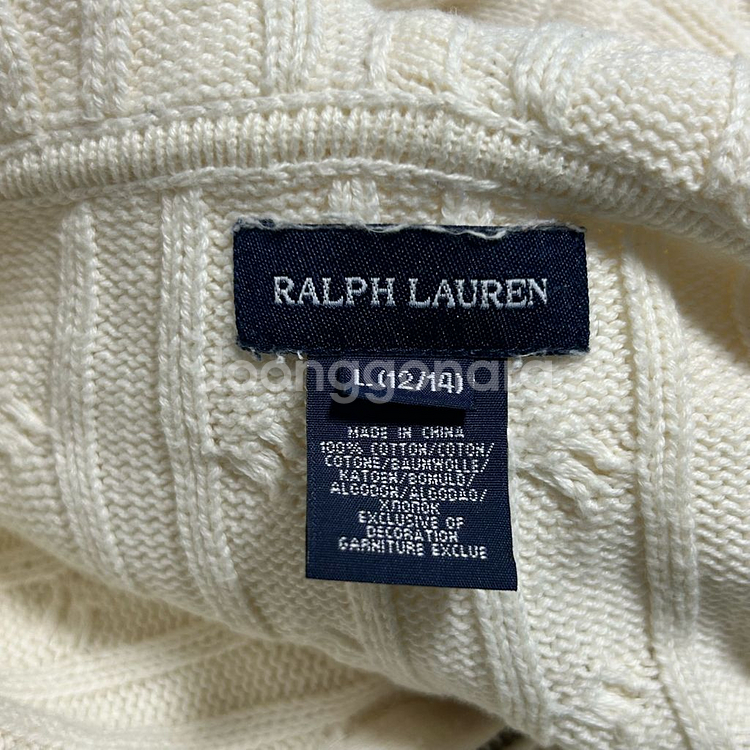 RALPH LAUREN
L (12/14)
joonggonara
MADE IN CHINA
100% COTTON/COTON/
COTONE/BAUMWOLLE/
KATOEN/BOMULD/
ALGODON/ALGODAO/
ХЛОПОК
EXCLUSIVE OF
DECORATION
GARNITURE EXCLUE